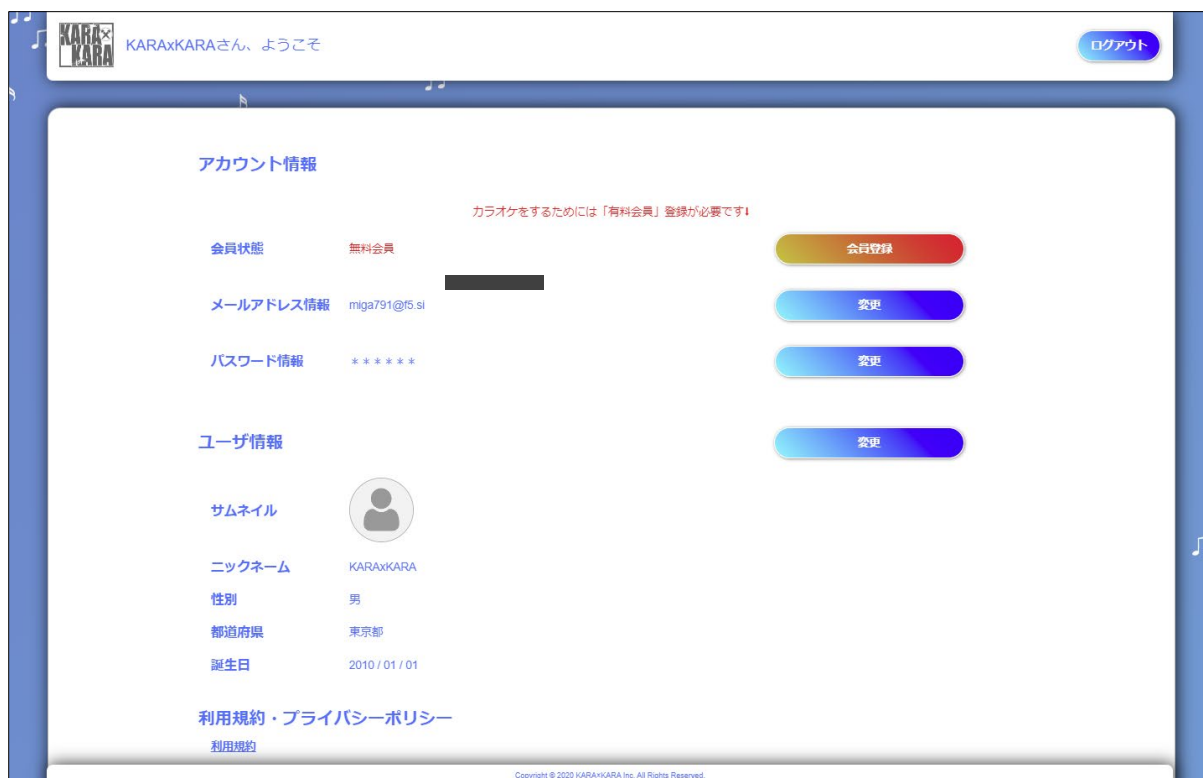 KARA×
KARA
KARAxKARAさん、ようこそ
ログアウト
アカウント情報
カラオケをするためには「有料会員」登録が必要です!
会員状態 無料会員 会員登録
メールアドレス情報 miga791@f5.si 変更
パスワード情報 ****** 変更
ユーザ情報 変更
サムネイル
ニックネーム KARAxKARA
性別 男
都道府県 東京都
誕生日 2010 / 01 / 01
利用規約・プライバシーポリシー
利用規約
Copyright © 2020 KARA×KARA Inc. All Rights Reserved.